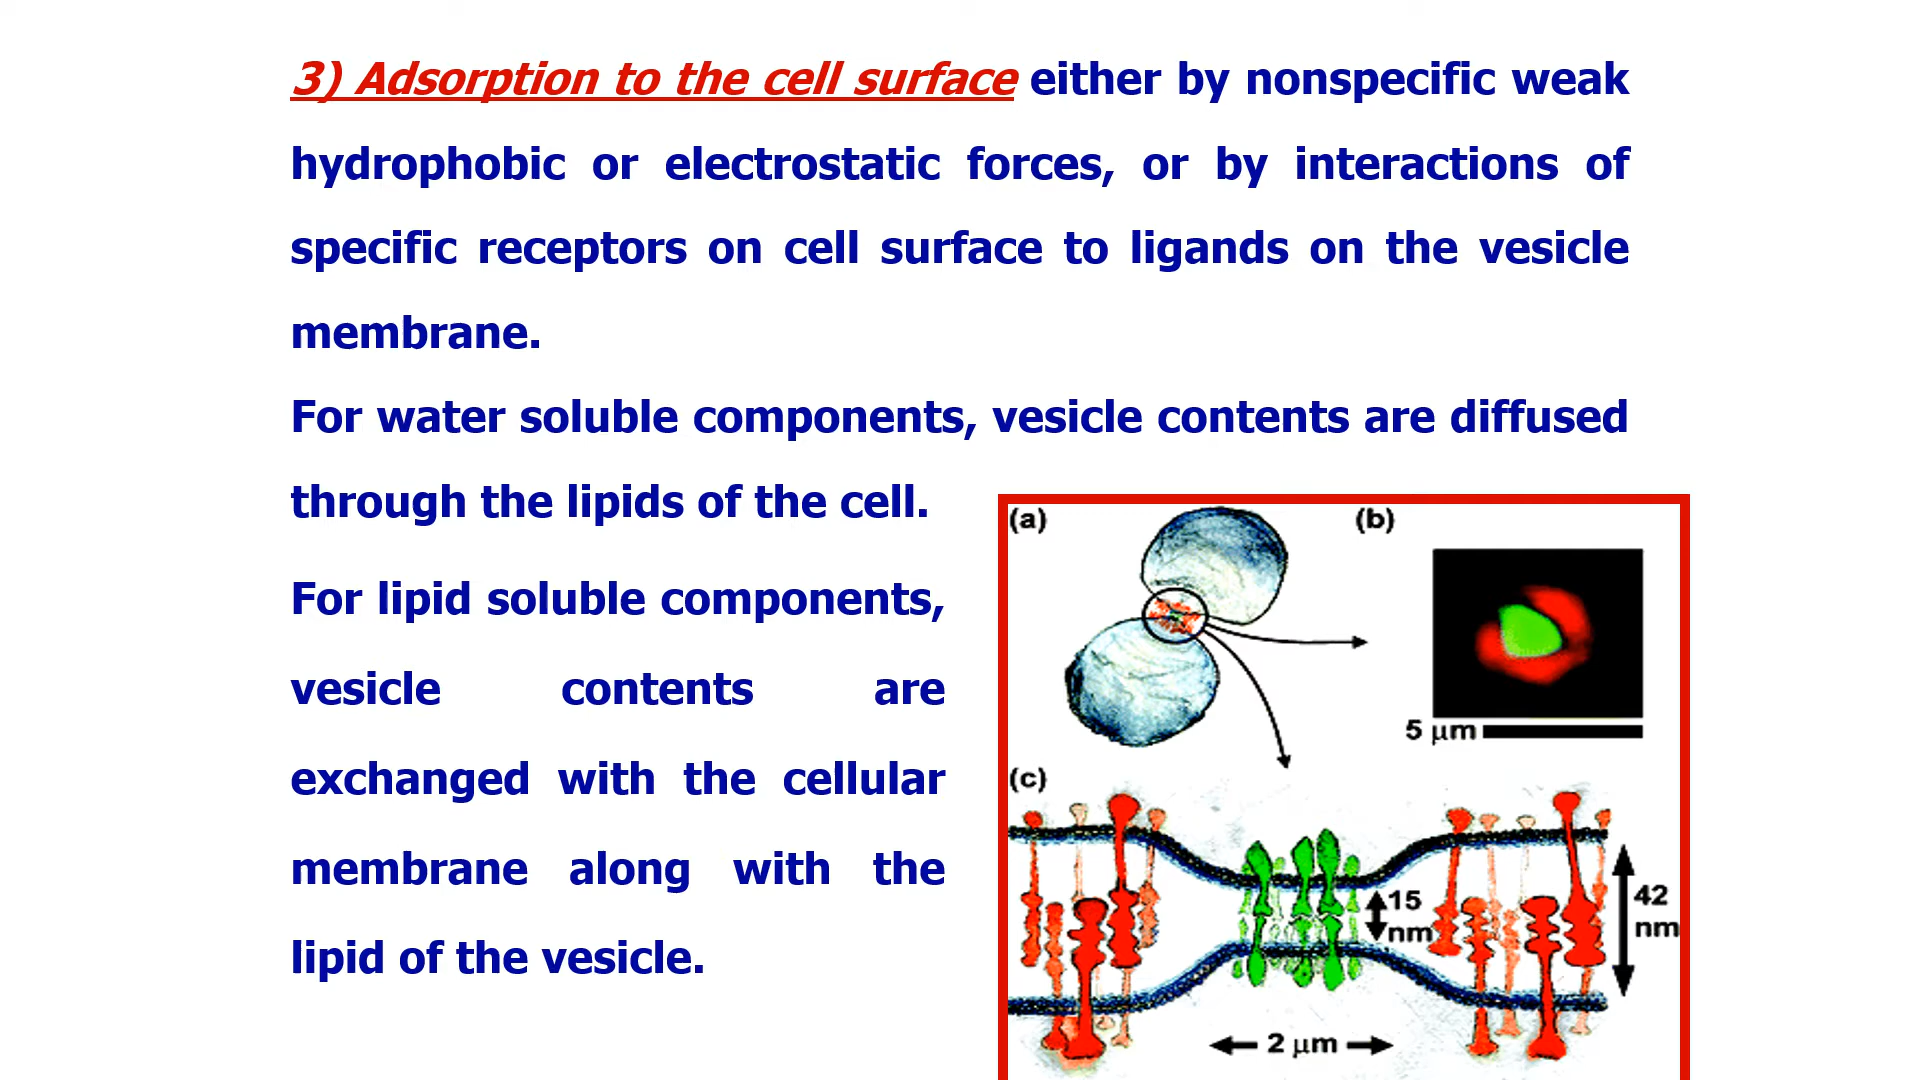 3) Adsorption to the cell surface either by nonspecific weak
hydrophobic or electrostatic forces, or by interactions of
specific receptors on cell surface to ligands on the vesicle
membrane.
For water soluble components, vesicle contents are diffused
through the lipids of the cell.
For lipid soluble components,
vesicle contents are
exchanged with the cellular
membrane along with the
lipid of the vesicle.
(a)
(b)
5 µm
(c)
15
nm
42
nm
2 µm